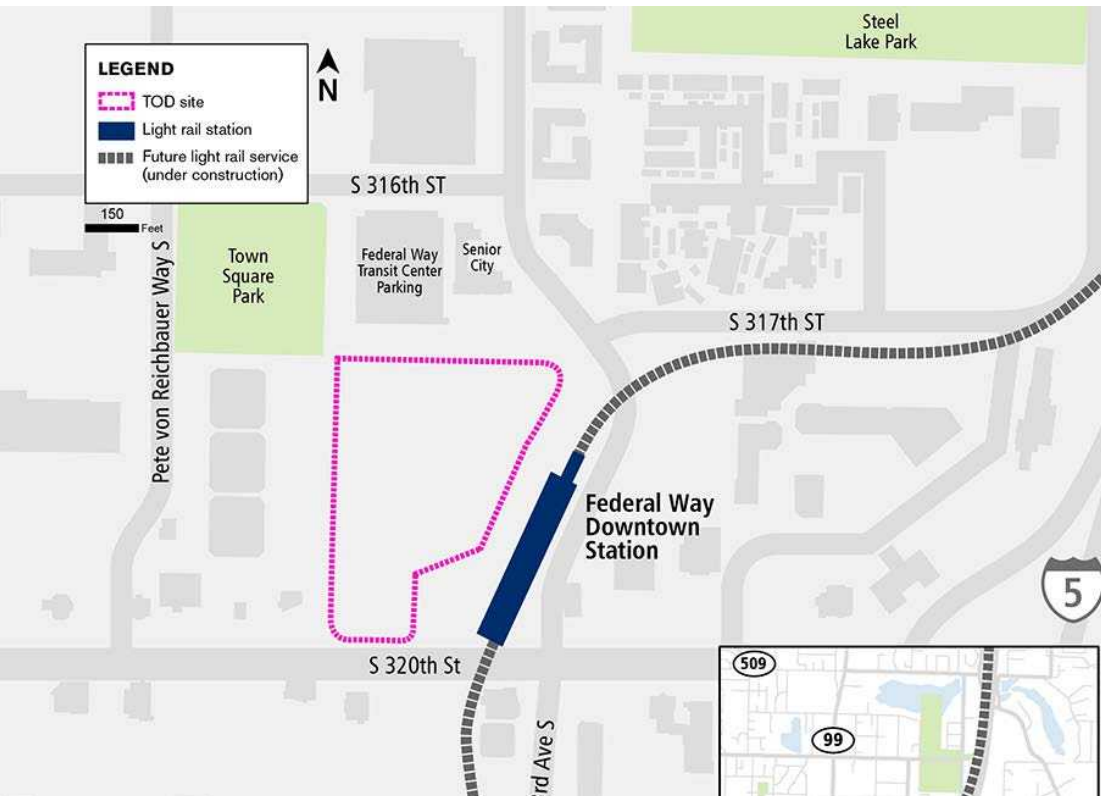 Steel
Lake Park
LEGEND
TOD site
Light rail station
Future light rail service
(under construction)
N
S 316th ST
150
Feet
Town
Square
Park
Federal Way
Transit Center
Parking
Senior
City
Pete von Reichbauer Way S
S 317th ST
Federal Way
Downtown
Station
5
S 320th St
rd Ave S
509
99